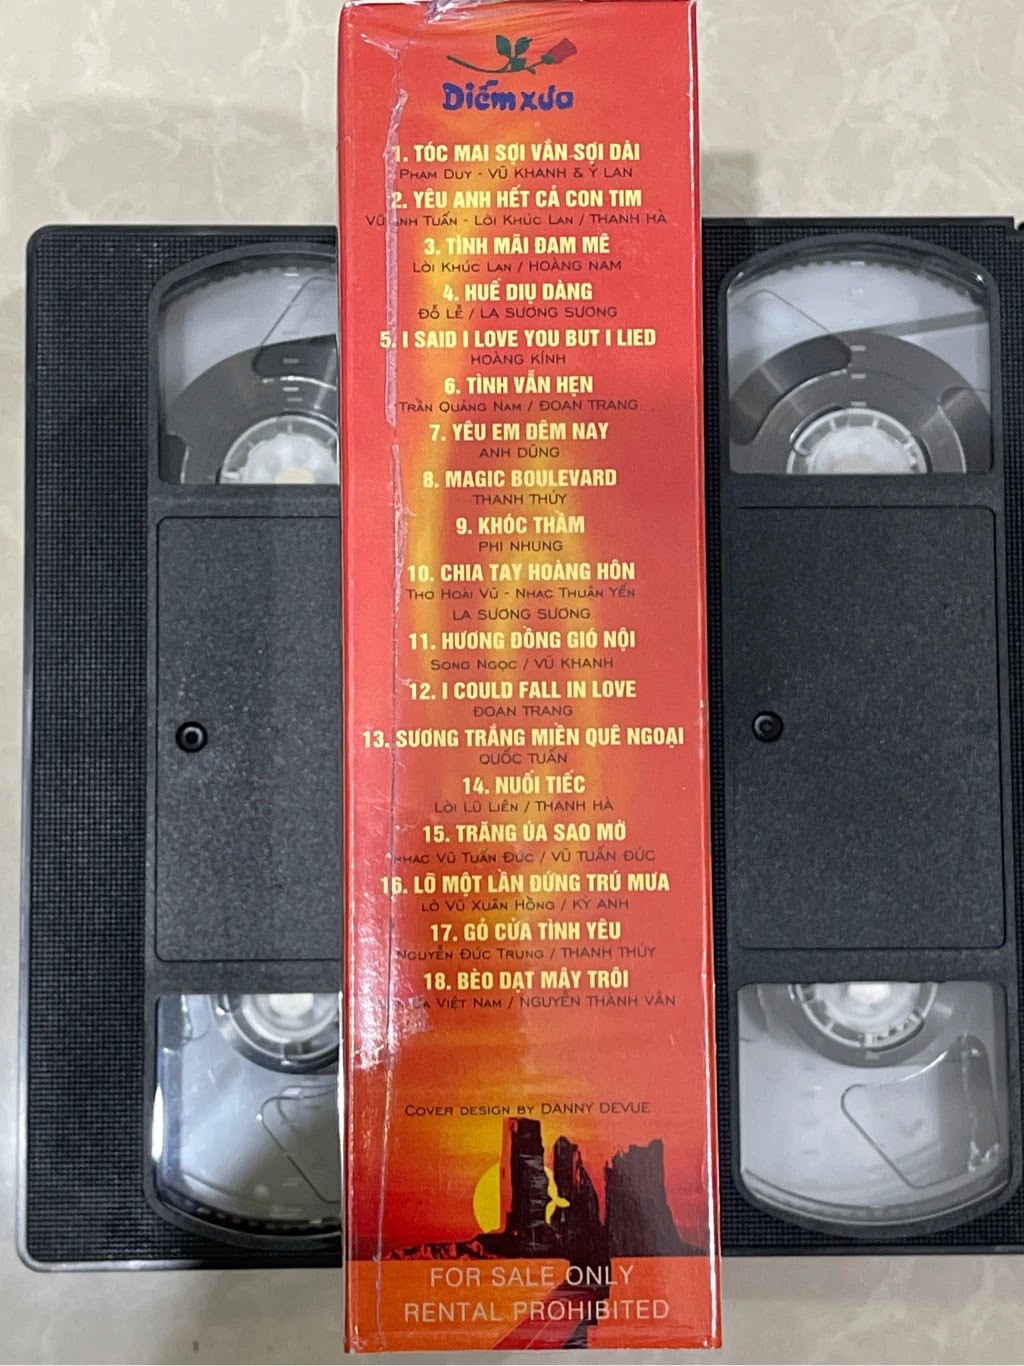 Diễm xưa
1. TÓC MAI SỢI VẮN SỢI DÀI
PHẠM DUY - VŨ KHANH & Ý LAN
2. YÊU ANH HẾT CẢ CON TIM
VŨ ANH TUẤN - LỜI KHÚC LAN / THANH HÀ
3. TÌNH MÃI ĐAM MÊ
LỜI KHÚC LAN / HOÀNG NAM
4. HUẾ DỊU DÀNG
ĐỖ LỄ / LA SƯƠNG SƯƠNG
5. I SAID I LOVE YOU BUT I LIED
HOÀNG KÍNH
6. TÌNH VẪN HẸN
TRẦN QUẢNG NAM / ĐOAN TRANG
7. YÊU EM ĐÊM NAY
ANH DŨNG
8. MAGIC BOULEVARD
THANH THỦY
9. KHÓC THẦM
PHI NHUNG
10. CHIA TAY HOÀNG HÔN
THƠ HOÀI VŨ - NHẠC THUẬN YẾN
LA SƯƠNG SƯƠNG
11. HƯƠNG ĐỒNG GIÓ NỘI
SONG NGỌC / VŨ KHANH
12. I COULD FALL IN LOVE
ĐOAN TRANG
13. SƯƠNG TRẮNG MIỀN QUÊ NGOẠI
QUỐC TUẤN
14. NUỐI TIẾC
LỜI LỮ LIÊN / THANH HÀ
15. TRĂNG ÚA SAO MỜ
NHẠC VŨ TUẤN ĐỨC / VŨ TUẤN ĐỨC
16. LỠ MỘT LẦN ĐỨNG TRÚ MƯA
LÒ VŨ XUÂN HỒNG / KỲ ANH
17. GÕ CỬA TÌNH YÊU
NGUYỄN ĐỨC TRUNG / THANH THỦY
18. BÈO DẠT MÂY TRÔI
CA VIỆT NAM / NGUYỄN THÀNH VÂN
COVER DESIGN BY DANNY DEVUE
FOR SALE ONLY
RENTAL PROHIBITED